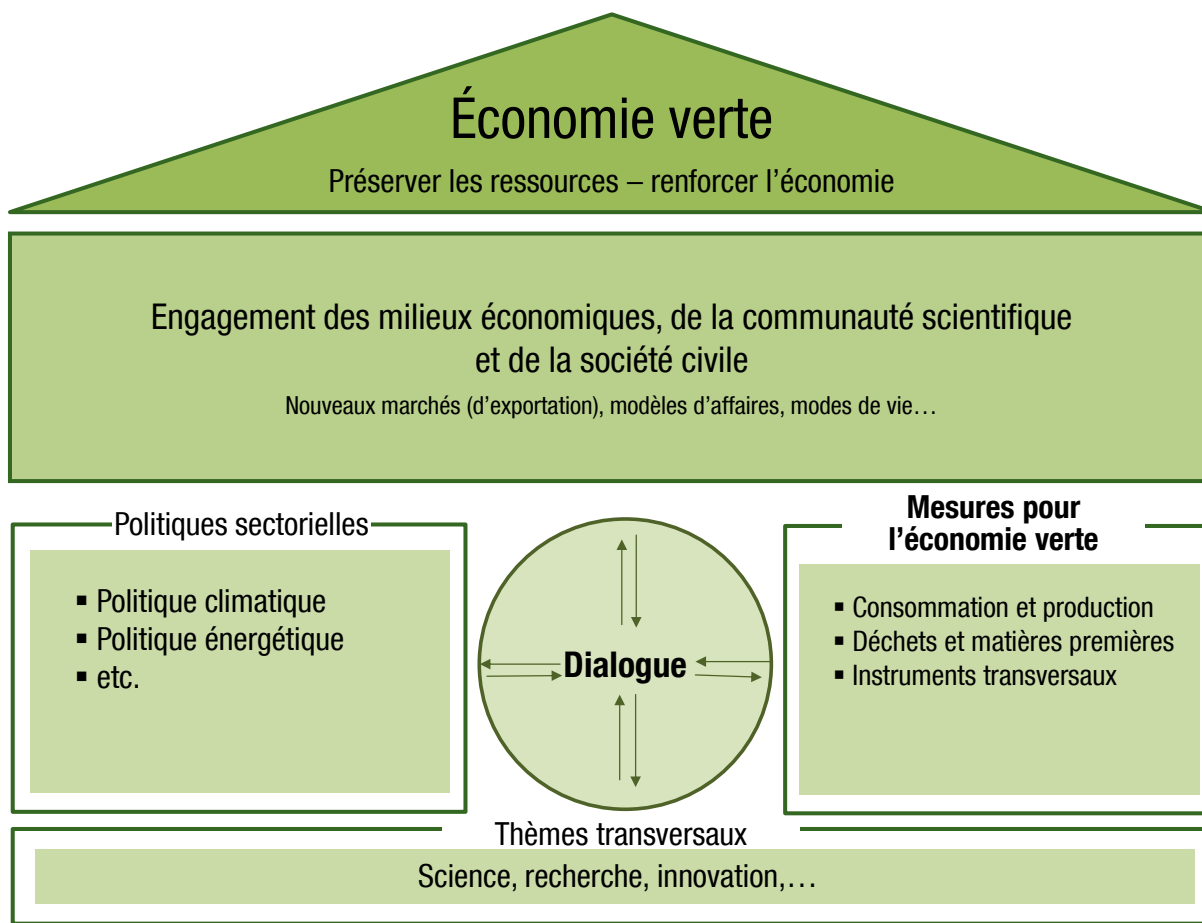 Économie verte
Préserver les ressources – renforcer l’économie
Engagement des milieux économiques, de la communauté scientifique
et de la société civile
Nouveaux marchés (d’exportation), modèles d’affaires, modes de vie…
Politiques sectorielles
▪ Politique climatique
▪ Politique énergétique
▪ etc.
Dialogue
Mesures pour
l’économie verte
▪ Consommation et production
▪ Déchets et matières premières
▪ Instruments transversaux
Thèmes transversaux
Science, recherche, innovation,…